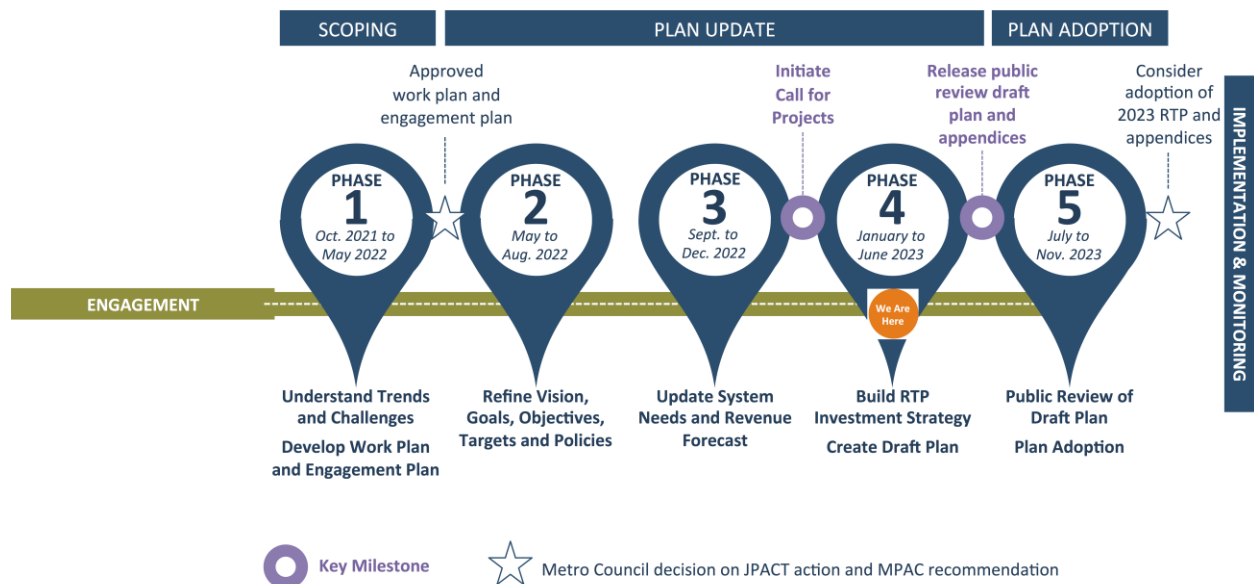 SCOPING
PLAN UPDATE
PLAN ADOPTION
Approved
work plan and
engagement plan
Initiate
Call for
Projects
Release public
review draft
plan and
appendices
Consider
adoption of
2023 RTP and
appendices
IMPLEMENTATION & MONITORING
PHASE
1
Oct. 2021 to
May 2022
PHASE
2
May to
Aug. 2022
PHASE
3
Sept. to
Dec. 2022
PHASE
4
January to
June 2023
PHASE
5
July to
Nov. 2023
ENGAGEMENT
We Are
Here
Understand Trends
and Challenges
Develop Work Plan
and Engagement Plan
Refine Vision,
Goals, Objectives,
Targets and Policies
Update System
Needs and Revenue
Forecast
Build RTP
Investment Strategy
Create Draft Plan
Public Review of
Draft Plan
Plan Adoption
Key Milestone
Metro Council decision on JPACT action and MPAC recommendation